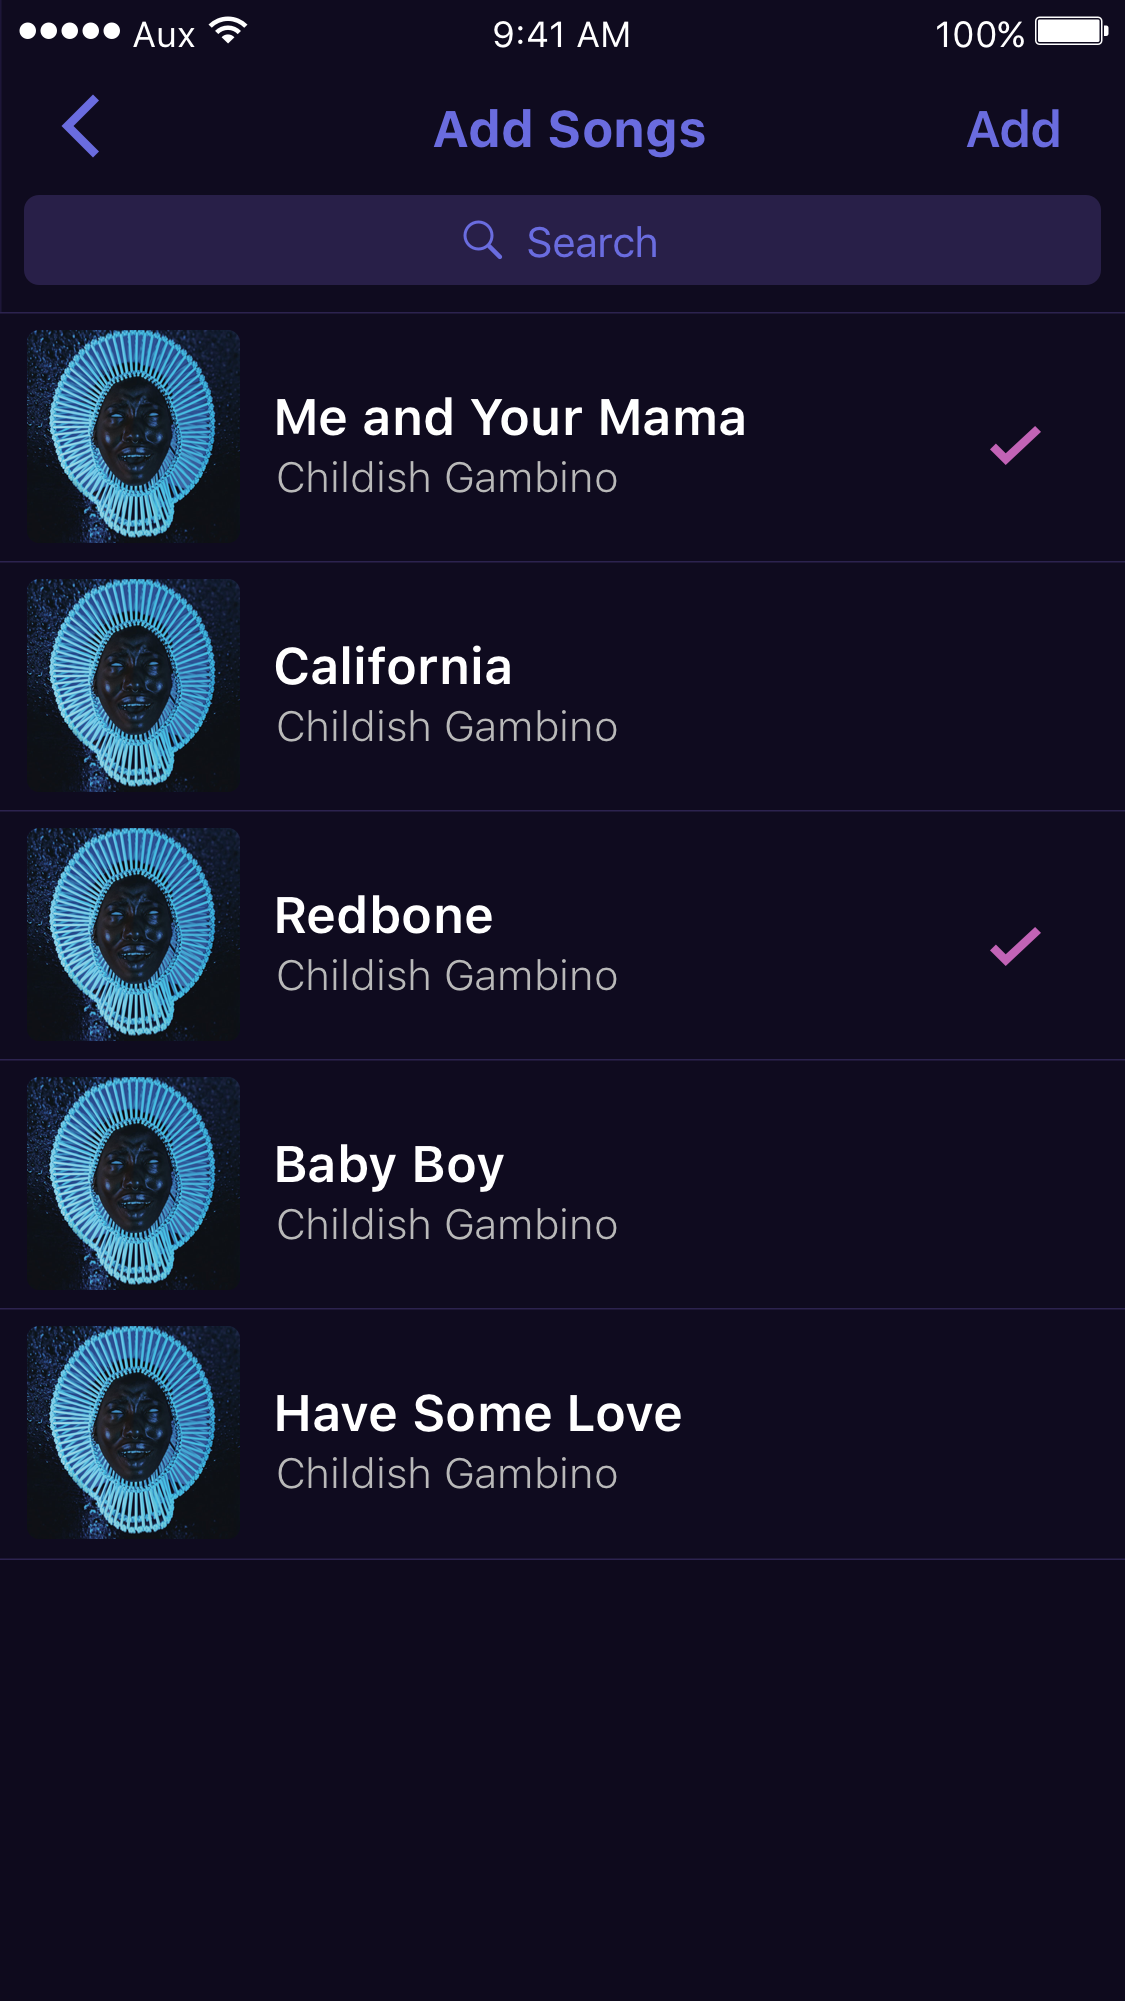 Aux 9:41 AM 100%
Add Songs Add
Search
Me and Your Mama
Childish Gambino
California
Childish Gambino
Redbone
Childish Gambino
Baby Boy
Childish Gambino
Have Some Love
Childish Gambino